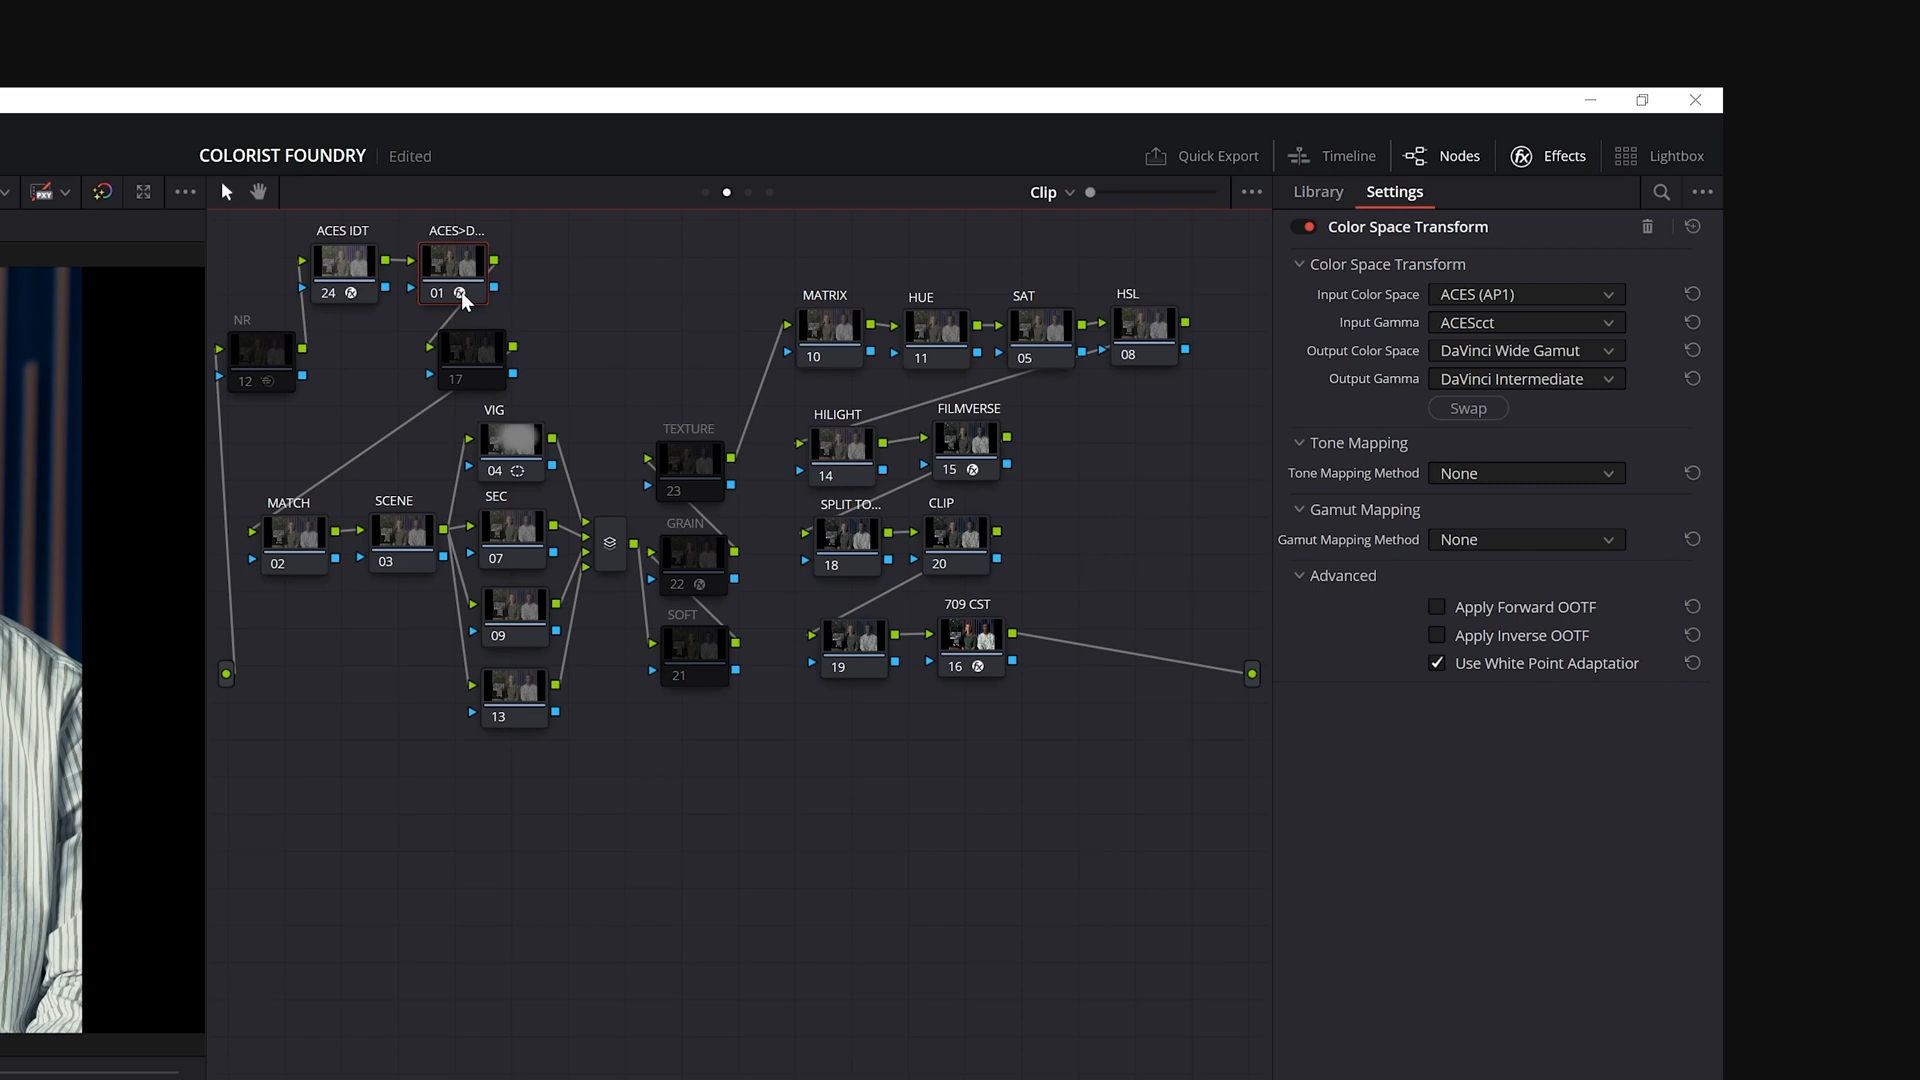 COLORIST FOUNDRY
Edited
Quick Export
Timeline
Nodes
Effects
Lightbox
PXY
Clip
Library
Settings
Color Space Transform
Color Space Transform
Input Color Space
ACES (AP1)
Input Gamma
ACEScct
Output Color Space
DaVinci Wide Gamut
Output Gamma
DaVinci Intermediate
Swap
Tone Mapping
Tone Mapping Method
None
Gamut Mapping
Gamut Mapping Method
None
Advanced
Apply Forward OOTF
Apply Inverse OOTF
Use White Point Adaptatior
ACES IDT
24
ACES>D...
01
NR
12
17
MATRIX
10
HUE
11
SAT
05
HSL
08
VIG
04
TEXTURE
23
HILIGHT
14
FILMVERSE
15
MATCH
02
SCENE
03
SEC
07
GRAIN
22
SPLIT TO...
18
CLIP
20
09
SOFT
21
19
709 CST
16
13